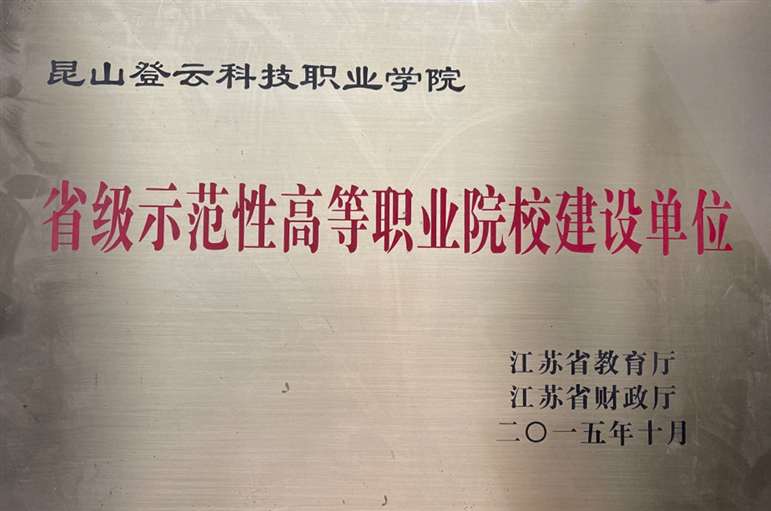 昆山登云科技职业学院
省级示范性高等职业院校建设单位
江苏省教育厅
江苏省财政厅
二〇一五年十月